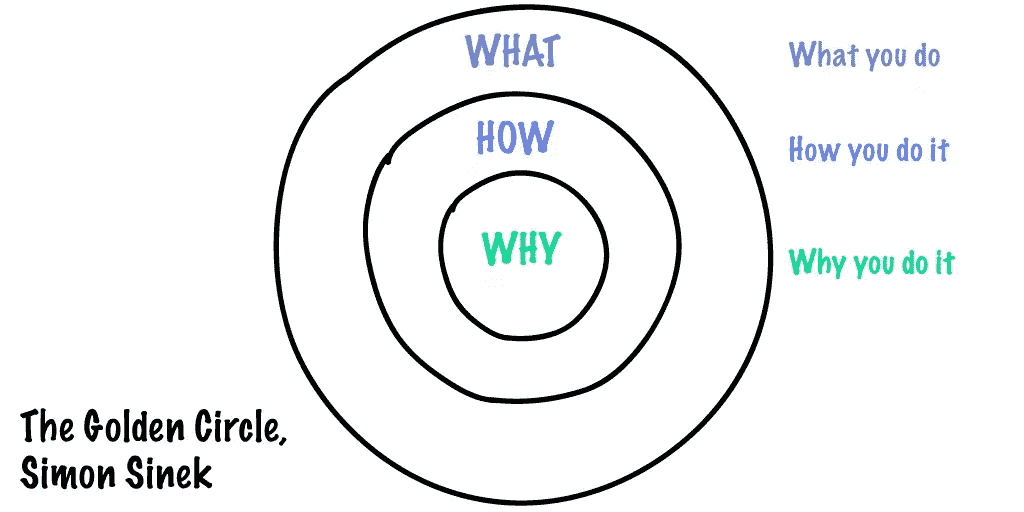 WHAT
What you do
HOW
How you do it
WHY
Why you do it
The Golden Circle,
Simon Sinek